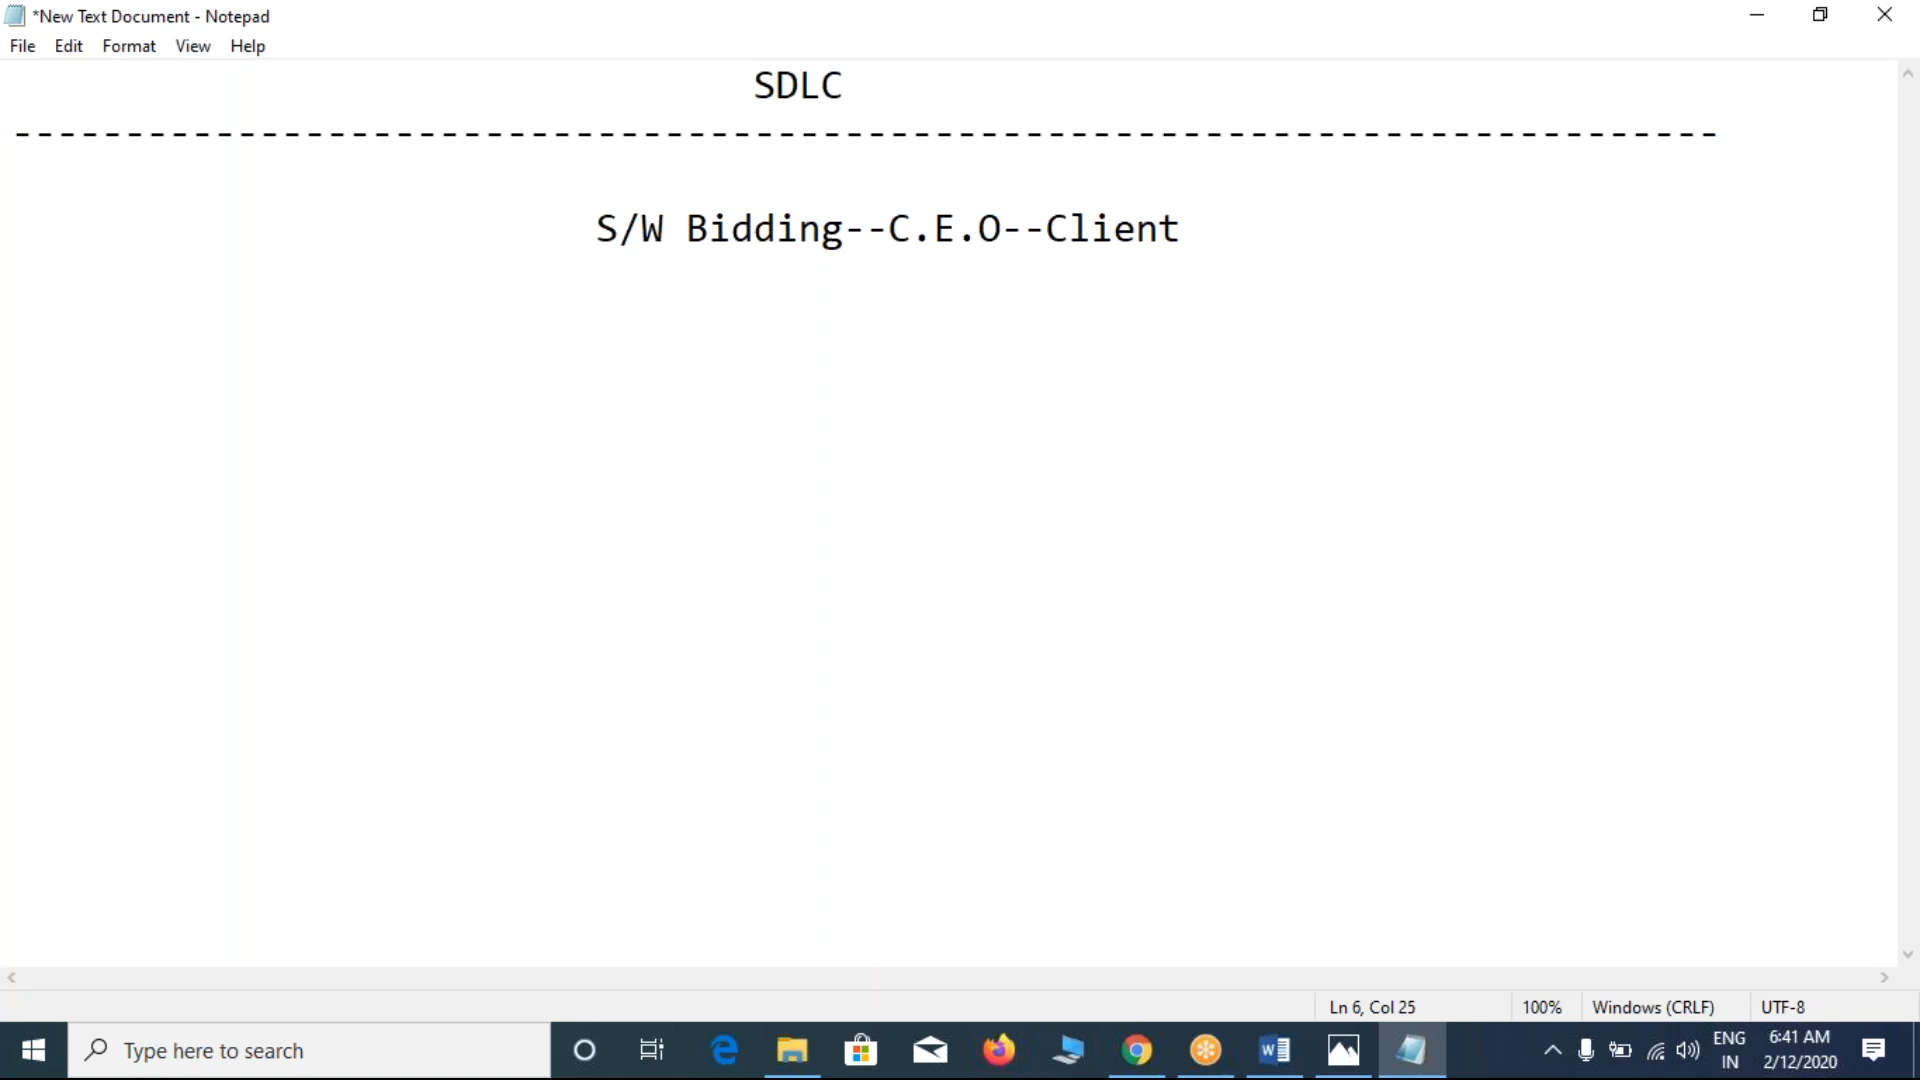 *New Text Document - Notepad
File Edit Format View Help
SDLC
----------------------------------------------------------------------------
S/W Bidding--C.E.O--Client
Ln 6, Col 25 100% Windows (CRLF) UTF-8
Type here to search
ENG 6:41 AM
IN 2/12/2020